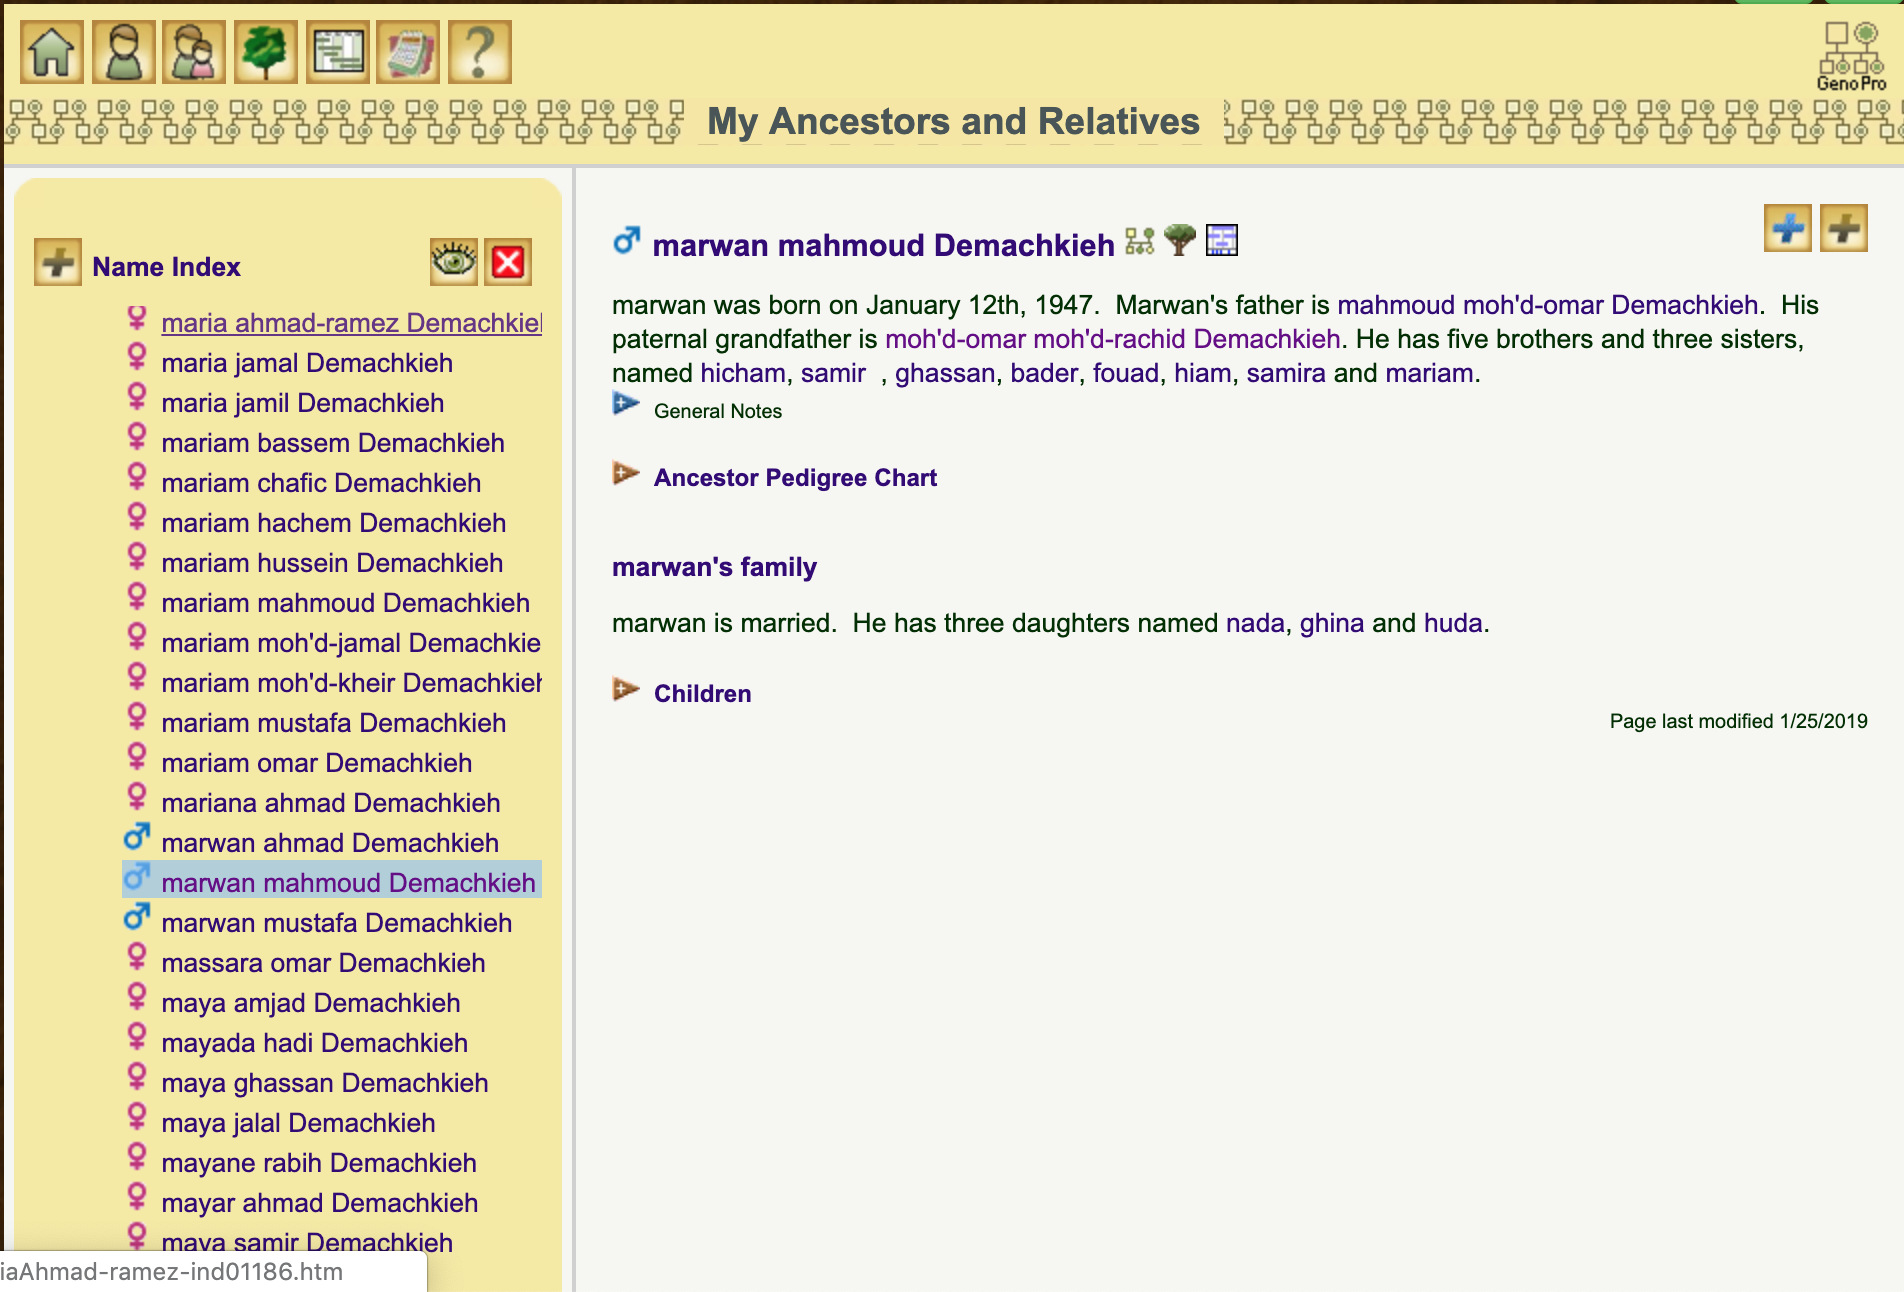 GenoPro
My Ancestors and Relatives
Name Index
maria ahmad-ramez Demachkieh
maria jamal Demachkieh
maria jamil Demachkieh
mariam bassem Demachkieh
mariam chafic Demachkieh
mariam hachem Demachkieh
mariam hussein Demachkieh
mariam mahmoud Demachkieh
mariam moh'd-jamal Demachkie
mariam moh'd-kheir Demachkieh
mariam mustafa Demachkieh
mariam omar Demachkieh
mariana ahmad Demachkieh
marwan ahmad Demachkieh
marwan mahmoud Demachkieh
marwan mustafa Demachkieh
massara omar Demachkieh
maya amjad Demachkieh
mayada hadi Demachkieh
maya ghassan Demachkieh
maya jalal Demachkieh
mayane rabih Demachkieh
mayar ahmad Demachkieh
maya samir Demachkieh
iaAhmad-ramez-ind01186.htm
marwan mahmoud Demachkieh
marwan was born on January 12th, 1947.  Marwan's father is mahmoud moh'd-omar Demachkieh.  His
paternal grandfather is moh'd-omar moh'd-rachid Demachkieh. He has five brothers and three sisters,
named hicham, samir  , ghassan, bader, fouad, hiam, samira and mariam.
General Notes
Ancestor Pedigree Chart
marwan's family
marwan is married.  He has three daughters named nada, ghina and huda.
Children
Page last modified 1/25/2019